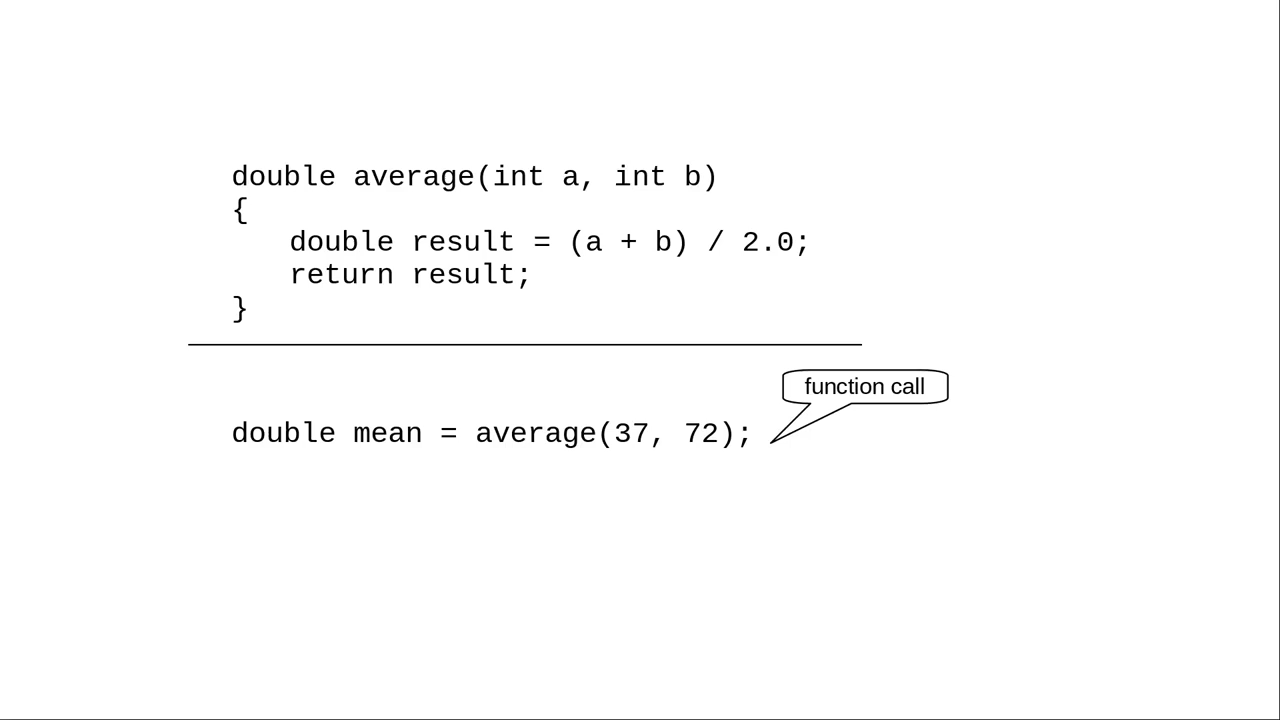 double average(int a, int b)
{
double result = (a + b) / 2.0;
return result;
}
function call
double mean = average(37, 72);